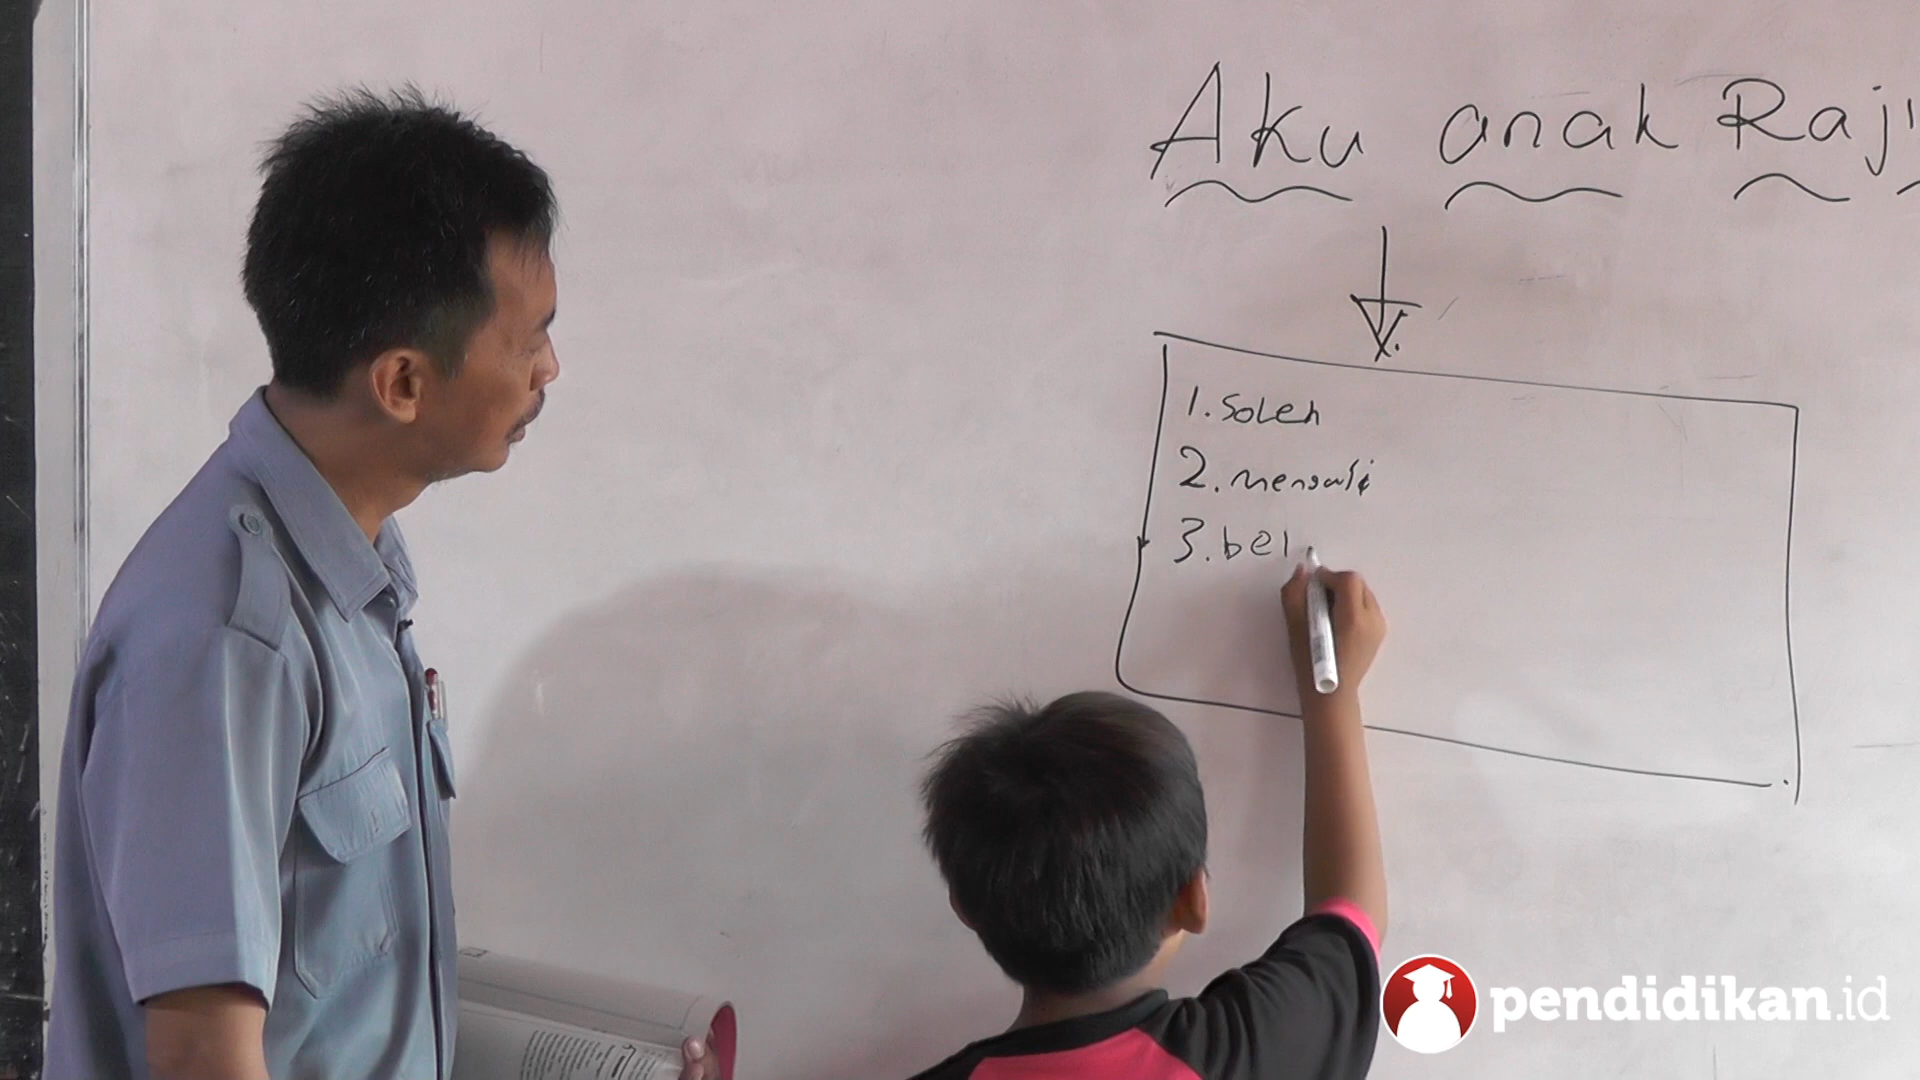 Aku anak Raji
1. soleh
2. mengaji
3. bel
pendidikan.id